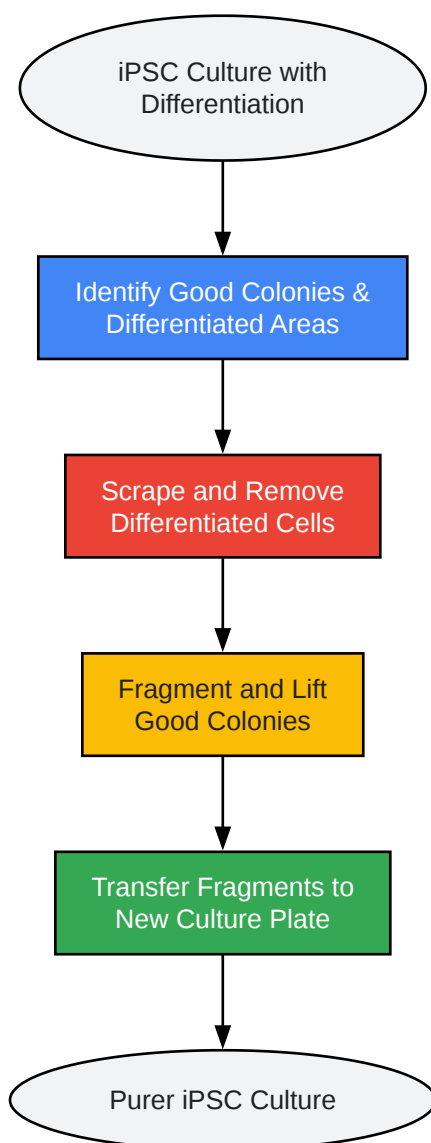 iPSC Culture with
Differentiation
Identify Good Colonies &
Differentiated Areas
Scrape and Remove
Differentiated Cells
Fragment and Lift
Good Colonies
Transfer Fragments to
New Culture Plate
Purer iPSC Culture